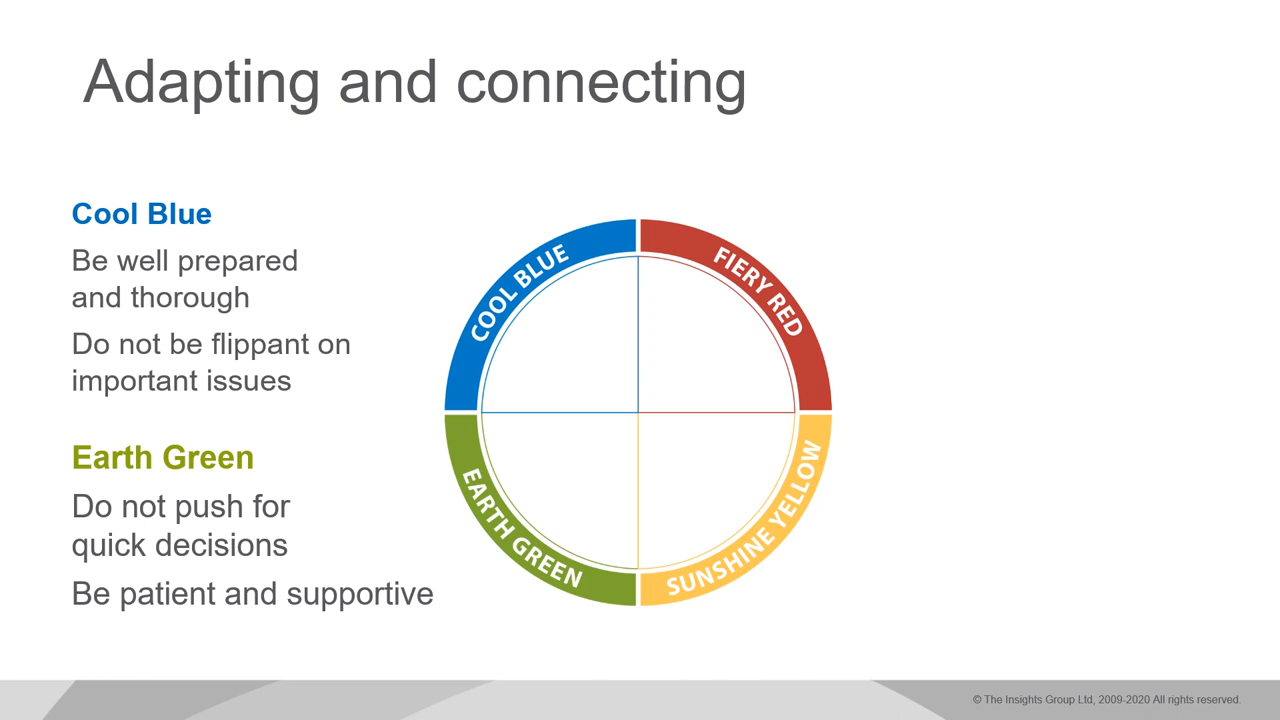 Adapting and connecting
Cool Blue
Be well prepared
and thorough
Do not be flippant on
important issues
Earth Green
Do not push for
quick decisions
Be patient and supportive
COOL BLUE
FIERY RED
EARTH GREEN
SUNSHINE YELLOW
© The Insights Group Ltd, 2009-2020 All rights reserved.